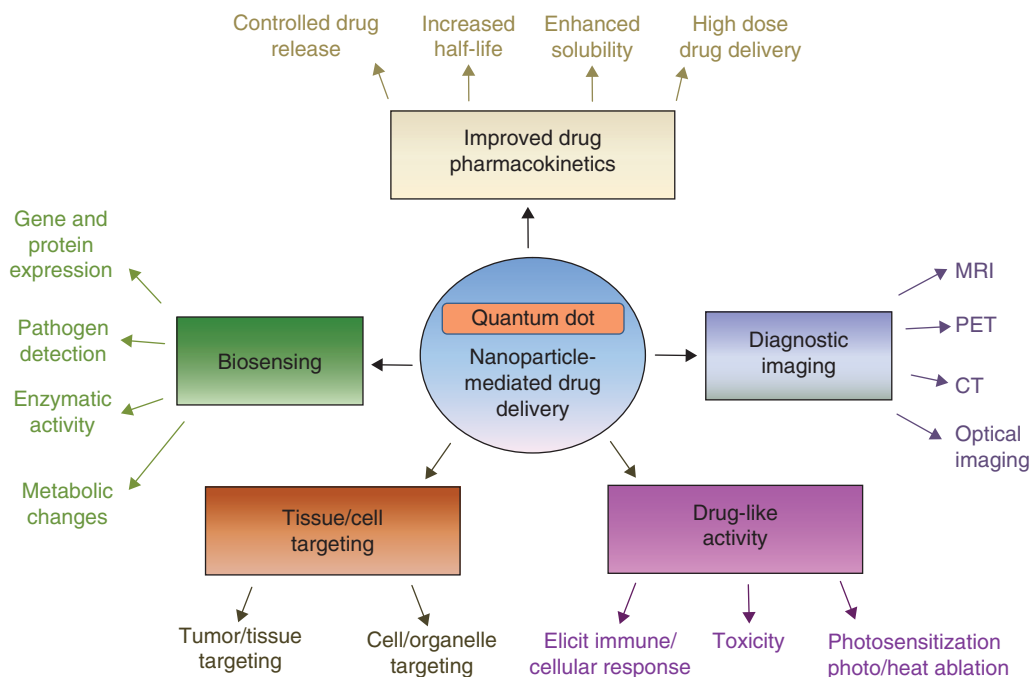 Controlled drug
release
Increased
half-life
Enhanced
solubility
High dose
drug delivery
Improved drug
pharmacokinetics
Gene and
protein
expression
Pathogen
detection
Enzymatic
activity
Metabolic
changes
Biosensing
Quantum dot
Nanoparticle-
mediated drug
delivery
Diagnostic
imaging
MRI
PET
CT
Optical
imaging
Tissue/cell
targeting
Drug-like
activity
Tumor/tissue
targeting
Cell/organelle
targeting
Elicit immune/
cellular response
Toxicity
Photosensitization
photo/heat ablation